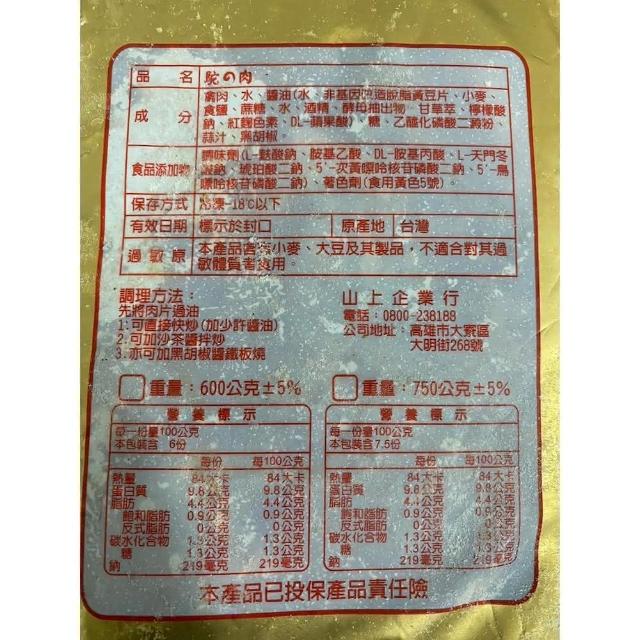 品名 鴕の肉
成分 禽肉、水、醬油(水、非基因改造脫脂黃豆片、小麥、
食鹽、蔗糖、水、酒精、酵母抽出物、甘草萃、檸檬酸
鈉、紅麴色素、DL-蘋果酸)、糖、乙醯化磷酸二澱粉、
蒜汁、黑胡椒。
食品添加物 調味劑(L-麩酸鈉、胺基乙酸、DL-胺基丙酸、L-天門冬
酸鈉、琥珀酸二鈉、5'-次黃嘌呤核苷磷酸二鈉、5'-鳥
嘌呤核苷磷酸二鈉)、著色劑(食用黃色5號)。
保存方式 冷凍-18℃以下
有效日期 標示於封口 原產地 台灣
過敏原 本產品含有小麥、大豆及其製品，不適合對其過
敏體質者食用。
調理方法：
先將肉片過油
1.可直接快炒(加少許醬油)
2.可加沙茶醬拌炒
3.亦可加黑胡椒醬鐵板燒
山上企業行
電話：0800-238188
公司地址：高雄市大寮區
大明街268號
重量：600公克±5%
營養標示
每一份量100公克
本包裝含 6份
每份 每100公克
熱量 84大卡 84大卡
蛋白質 9.8公克 9.8公克
脂肪 4.4公克 4.4公克
飽和脂肪 0.9公克 0.9公克
反式脂肪 0公克 0公克
碳水化合物 1.3公克 1.3公克
糖 1.3公克 1.3公克
鈉 219毫克 219毫克
重量：750公克±5%
營養標示
每一份量100公克
本包裝含 7.5份
每份 每100公克
熱量 84大卡 84大卡
蛋白質 9.8公克 9.8公克
脂肪 4.4公克 4.4公克
飽和脂肪 0.9公克 0.9公克
反式脂肪 0公克 0公克
碳水化合物 1.3公克 1.3公克
糖 1.3公克 1.3公克
鈉 219毫克 219毫克
本產品已投保產品責任險